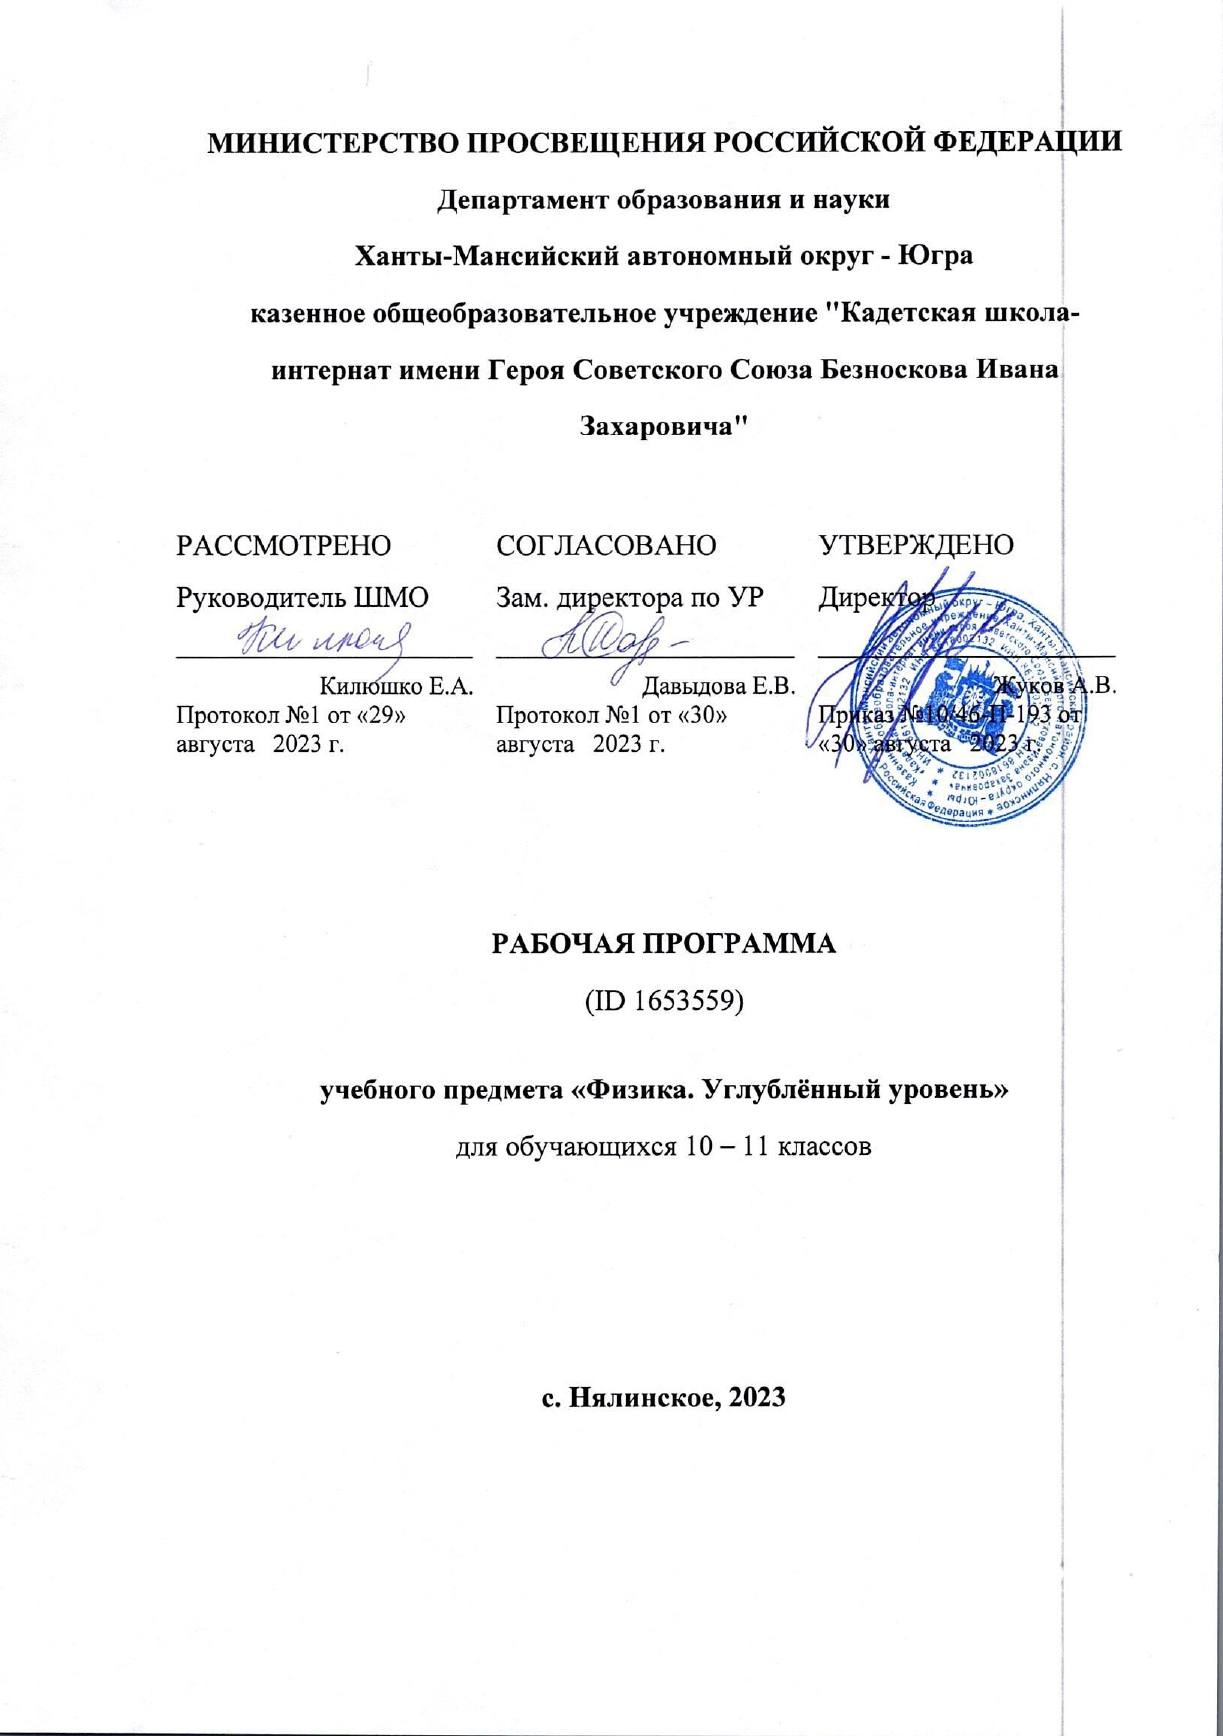 МИНИСТЕРСТВО ПРОСВЕЩЕНИЯ РОССИЙСКОЙ ФЕДЕРАЦИИ
Департамент образования и науки
Ханты-Мансийский автономный округ - Югра
казенное общеобразовательное учреждение "Кадетская школа-
интернат имени Героя Советского Союза Безноскова Ивана
Захаровича"
РАССМОТРЕНО
Руководитель ШМО
Килюшко Е.А.
Протокол №1 от «29»
августа 2023 г.
СОГЛАСОВАНО
Зам. директора по УР
Давыдова Е.В.
Протокол №1 от «30»
августа 2023 г.
УТВЕРЖДЕНО
Директор
Жуков А.В.
Приказ №10/46-П-193 от
«30» августа 2023 г.
РАБОЧАЯ ПРОГРАММА
(ID 1653559)
учебного предмета «Физика. Углублённый уровень»
для обучающихся 10 – 11 классов
с. Нялинское, 2023